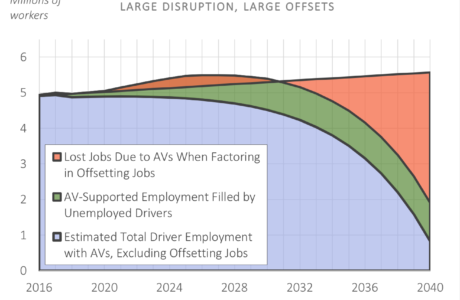 Millions of
workers
LARGE DISRUPTION, LARGE OFFSETS
6
5
4
3
2
1
0
Lost Jobs Due to AVs When Factoring
in Offsetting Jobs
AV-Supported Employment Filled by
Unemployed Drivers
Estimated Total Driver Employment
with AVs, Excluding Offsetting Jobs
2016 2020 2024 2028 2032 2036 2040